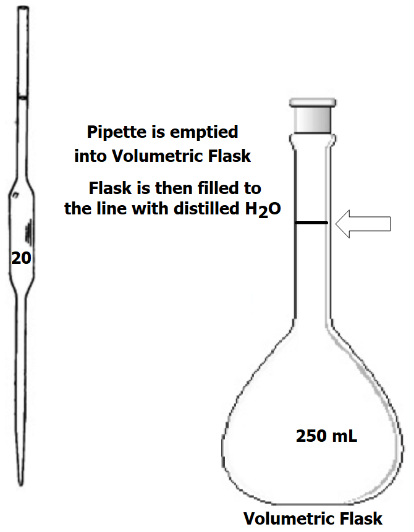 Pipette is emptied
into Volumetric Flask
Flask is then filled to
the line with distilled H2O
20
250 mL
Volumetric Flask